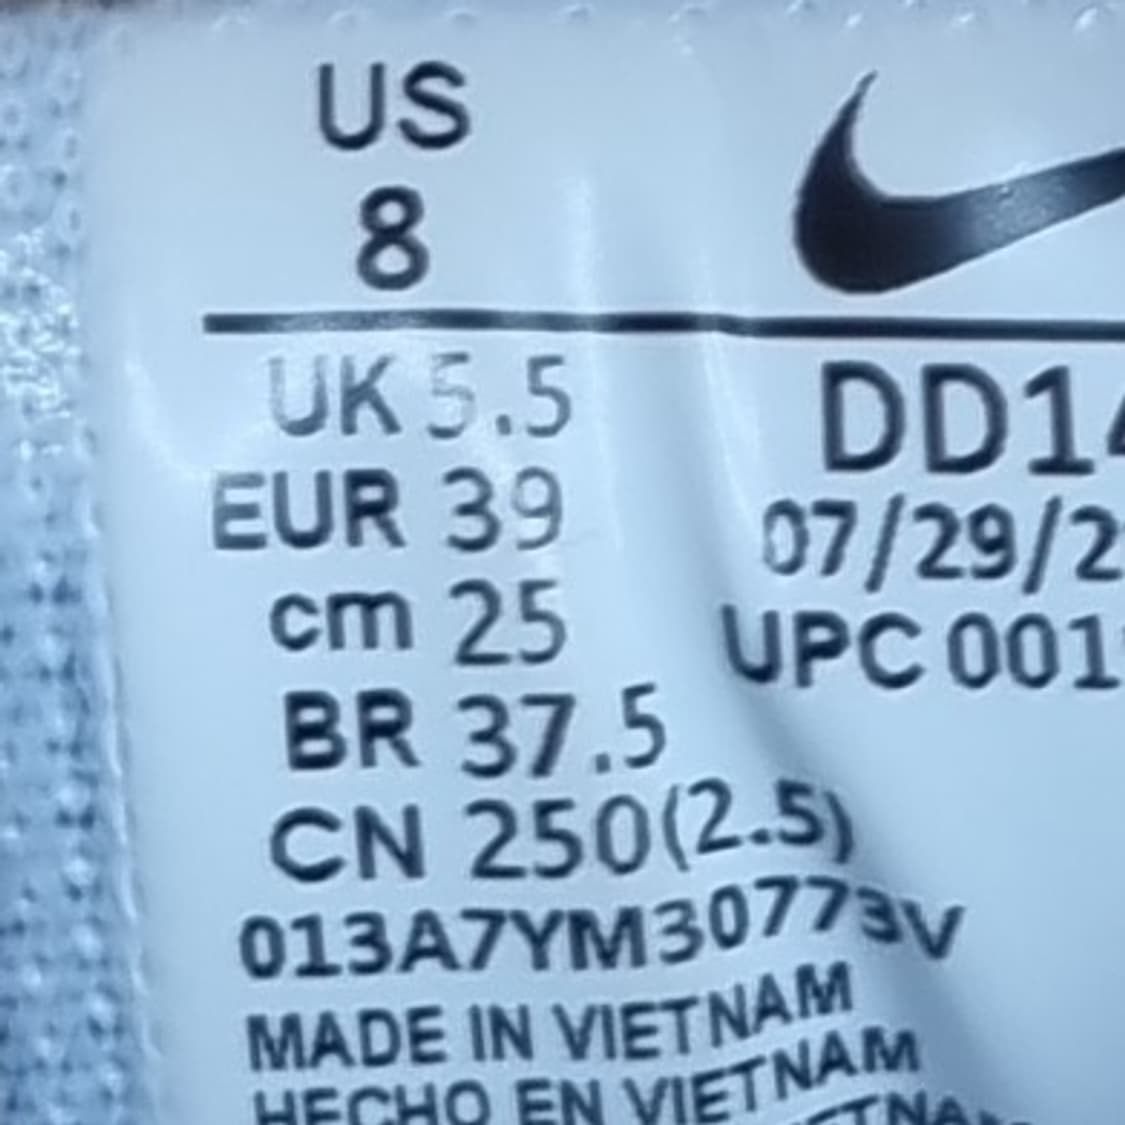 US
8
UK 5.5
EUR 39
cm 25
BR 37.5
CN 250(2.5)
013A7YM30773V
MADE IN VIETNAM
HECHO EN VIETNAM
DD14
07/29/2
UPC 001